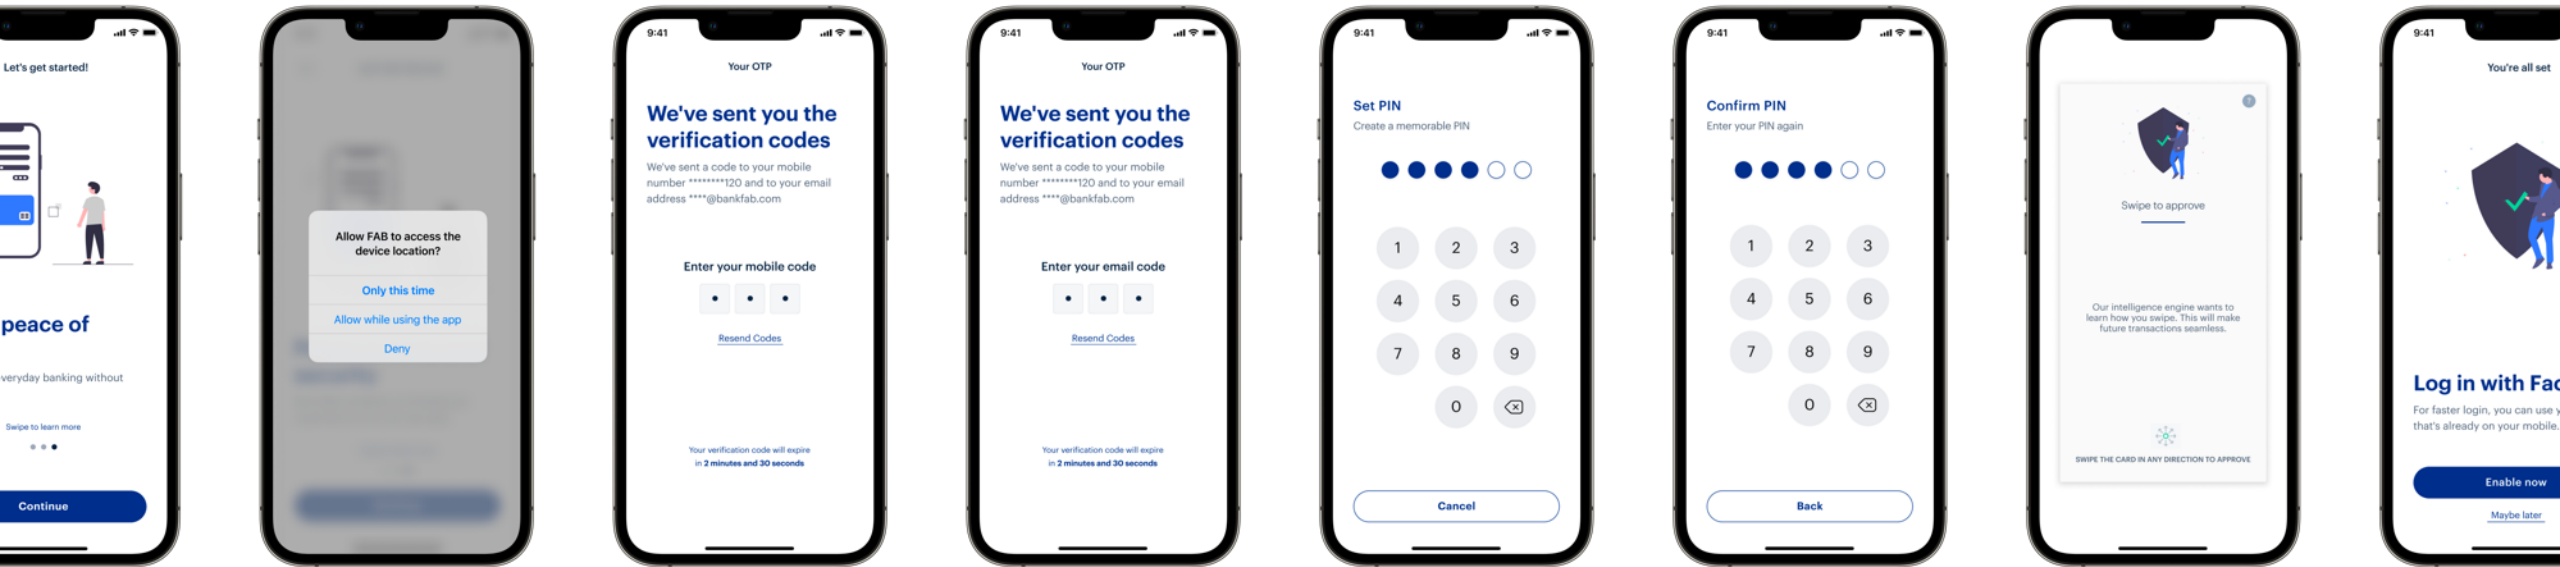 Let's get started!
peace of
veryday banking without
Swipe to learn more
Continue
Allow FAB to access the
device location?
Only this time
Allow while using the app
Deny
9:41
Your OTP
We've sent you the
verification codes
We've sent a code to your mobile
number ********120 and to your email
address ****@bankfab.com
Enter your mobile code
Resend Codes
Your verification code will expire
in 2 minutes and 30 seconds
9:41
Your OTP
We've sent you the
verification codes
We've sent a code to your mobile
number ********120 and to your email
address ****@bankfab.com
Enter your email code
Resend Codes
Your verification code will expire
in 2 minutes and 30 seconds
9:41
Set PIN
Create a memorable PIN
1 2 3
4 5 6
7 8 9
0
Cancel
9:41
Confirm PIN
Enter your PIN again
1 2 3
4 5 6
7 8 9
0
Back
?
Swipe to approve
Our intelligence engine wants to
learn how you swipe. This will make
future transactions seamless.
SWIPE THE CARD IN ANY DIRECTION TO APPROVE
9:41
You're all set
Log in with Fac
For faster login, you can use y
that's already on your mobile.
Enable now
Maybe later